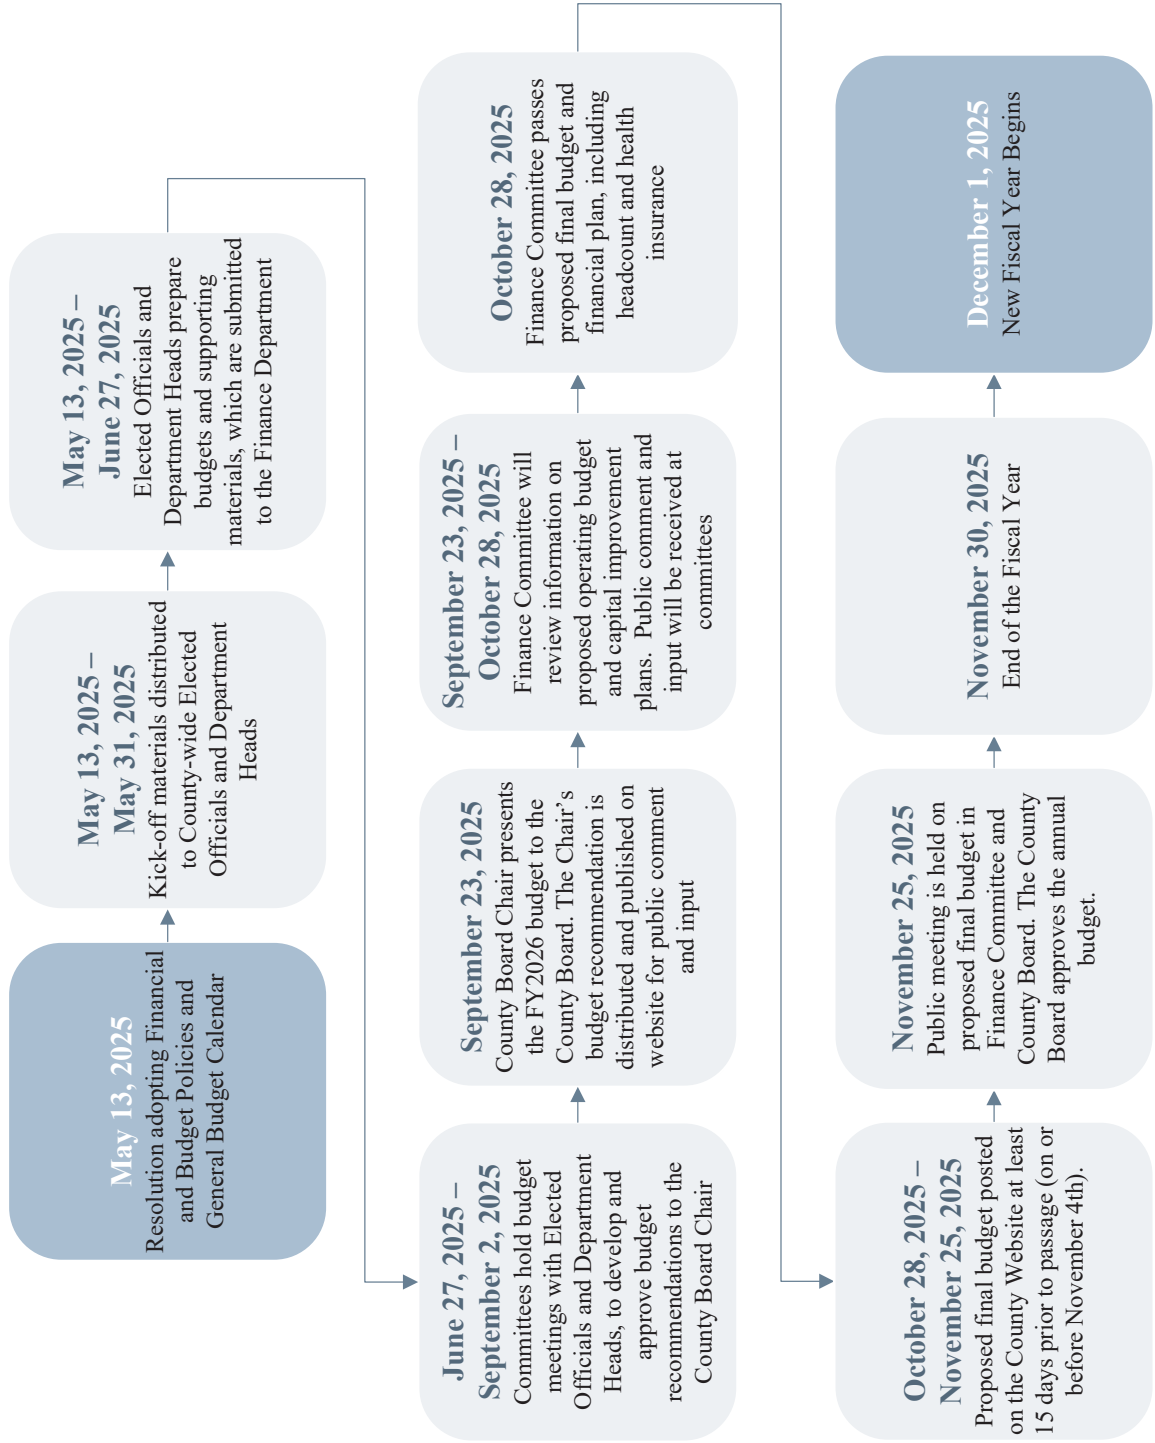 May 13, 2025
Resolution adopting Financial
and Budget Policies and
General Budget Calendar
May 13, 2025 –
May 31, 2025
Kick-off materials distributed
to County-wide Elected
Officials and Department
Heads
May 13, 2025 –
June 27, 2025
Elected Officials and
Department Heads prepare
budgets and supporting
materials, which are submitted
to the Finance Department
June 27, 2025 –
September 2, 2025
Committees hold budget
meetings with Elected
Officials and Department
Heads, to develop and
approve budget
recommendations to the
County Board Chair
September 23, 2025
County Board Chair presents
the FY2026 budget to the
County Board. The Chair’s
budget recommendation is
distributed and published on
website for public comment
and input
September 23, 2025 –
October 28, 2025
Finance Committee will
review information on
proposed operating budget
and capital improvement
plans.  Public comment and
input will be received at
committees
October 28, 2025
Finance Committee passes
proposed final budget and
financial plan, including
headcount and health
insurance
October 28, 2025 –
November 25, 2025
Proposed final budget posted
on the County Website at least
15 days prior to passage (on or
before November 4th).
November 25, 2025
Public meeting is held on
proposed final budget in
Finance Committee and
County Board. The County
Board approves the annual
budget.
November 30, 2025
End of the Fiscal Year
December 1, 2025
New Fiscal Year Begins